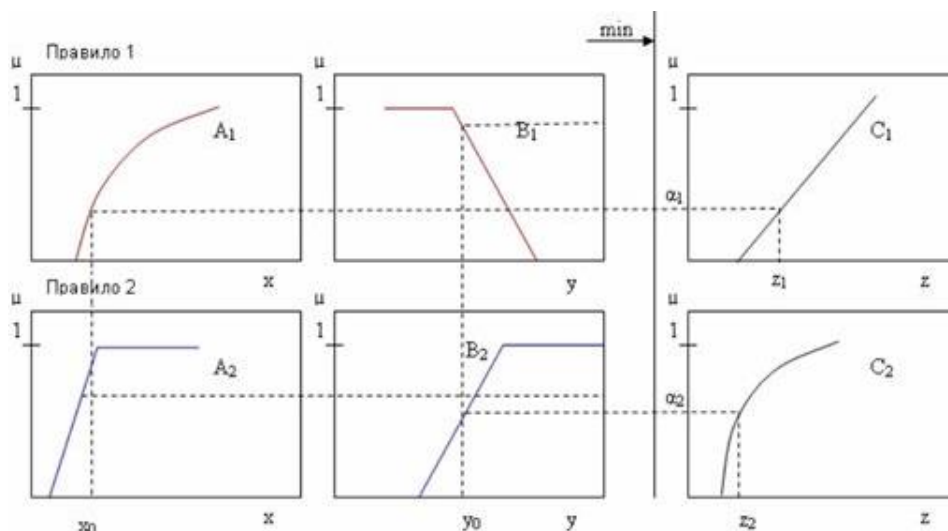 min
Правило 1
μ μ μ
1 1 1
A₁ B₁ C₁
α₁
x y z₁ z
Правило 2
μ μ μ
1 1 1
A₂ B₂ C₂
α₂
x₀ x y₀ y z₂ z